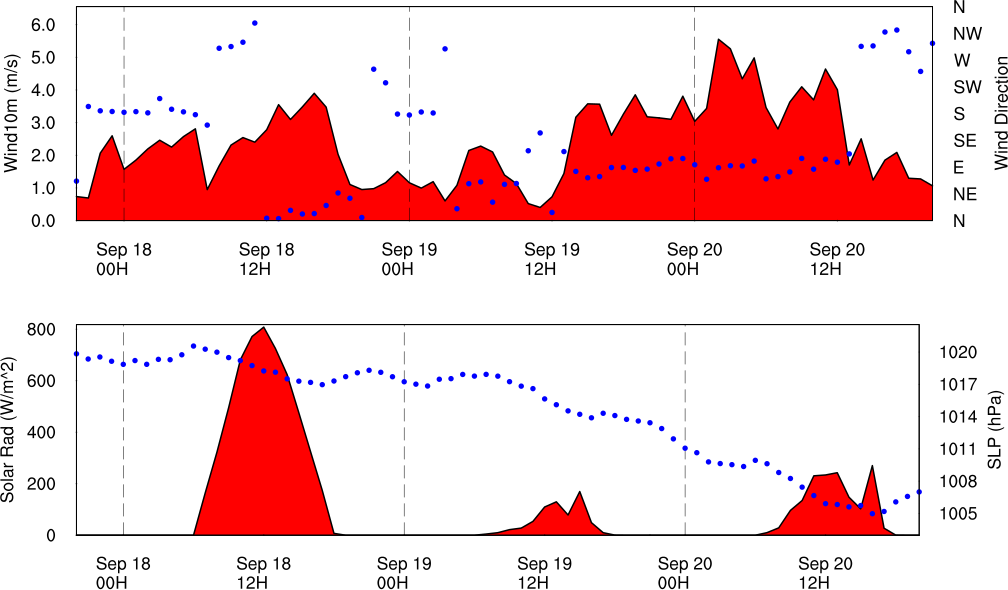 Wind10m (m/s)
6.0
5.0
4.0
3.0
2.0
1.0
0.0
N
NW
W
SW
S
SE
E
NE
N
Wind Direction
Sep 18 Sep 18 Sep 19 Sep 19 Sep 20 Sep 20
00H 12H 00H 12H 00H 12H
Solar Rad (W/m^2)
800
600
400
200
0
1020
1017
1014
1011
1008
1005
SLP (hPa)
Sep 18 Sep 18 Sep 19 Sep 19 Sep 20 Sep 20
00H 12H 00H 12H 00H 12H